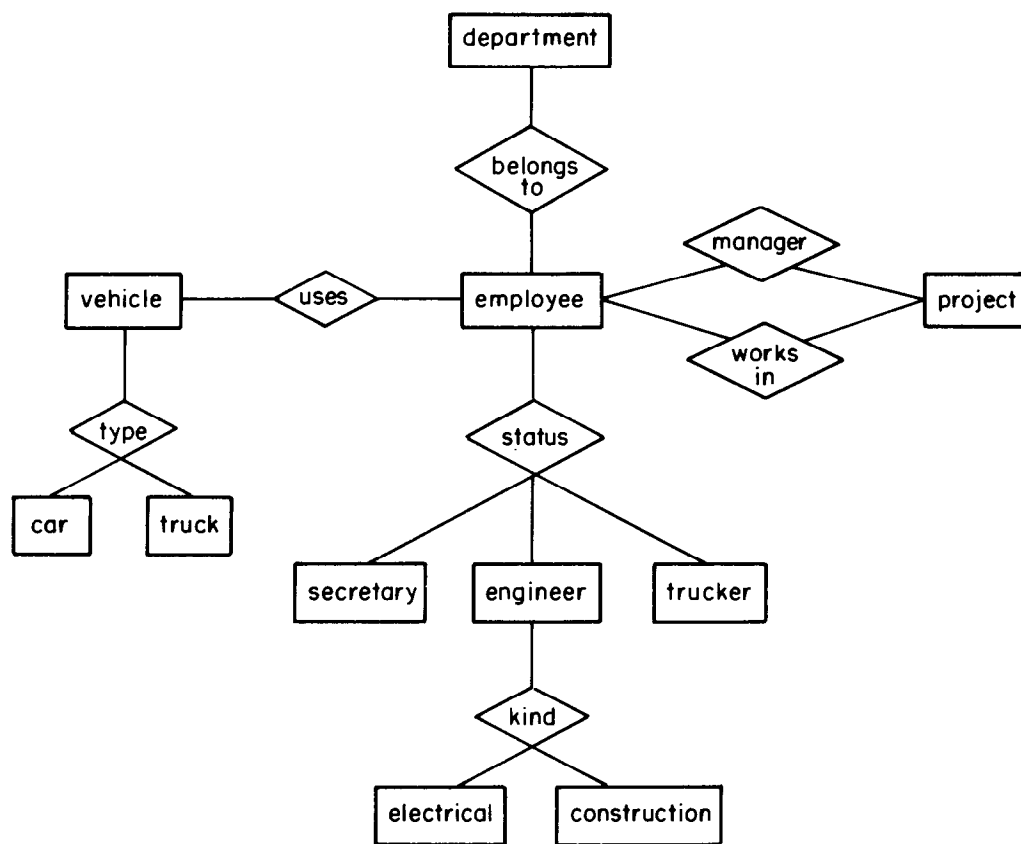 department
belongs
to
manager
vehicle
uses
employee
project
works
in
type
status
car
truck
secretary
engineer
trucker
kind
electrical
construction